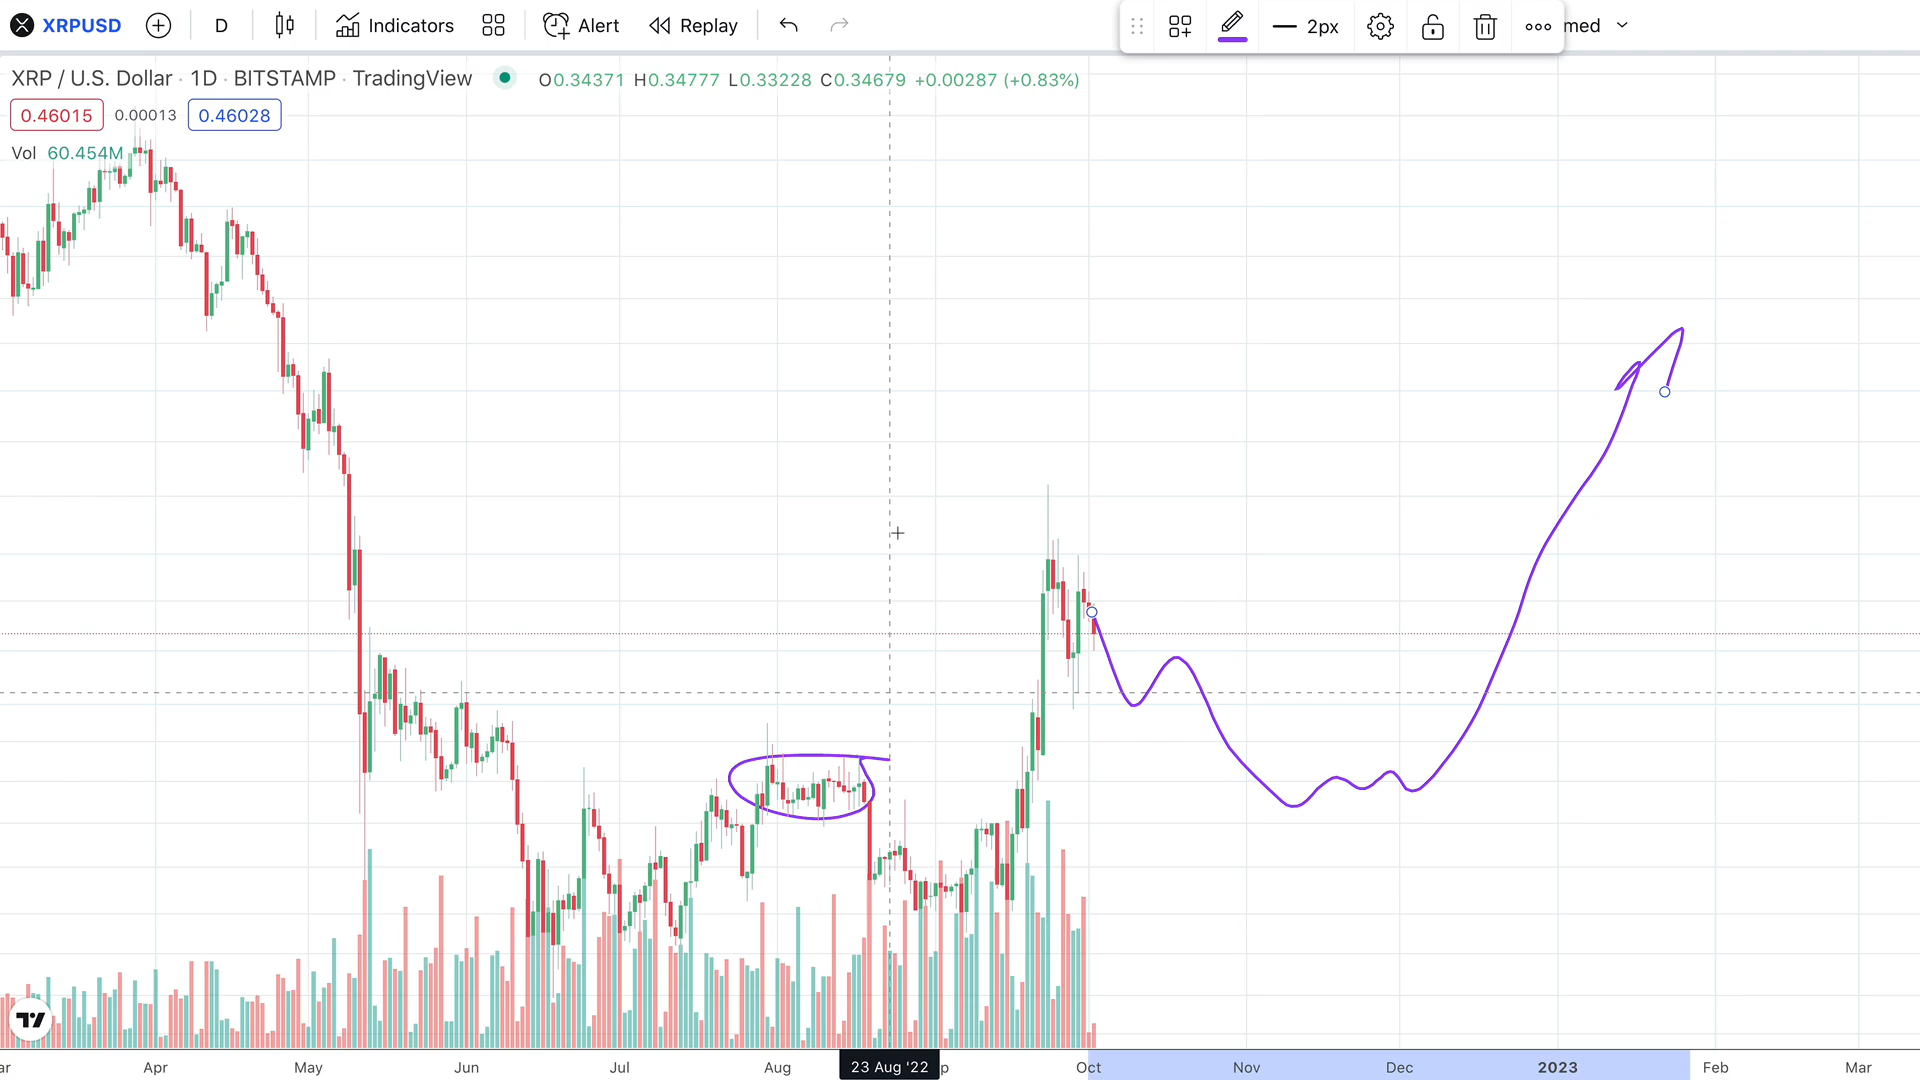 XRPUSD D Indicators Alert Replay 2px med
XRP / U.S. Dollar · 1D · BITSTAMP · TradingView O0.34371 H0.34777 L0.33228 C0.34679 +0.00287 (+0.83%)
0.46015 0.00013 0.46028
Vol 60.454M
ar Apr May Jun Jul Aug 23 Aug '22 p Oct Nov Dec 2023 Feb Mar